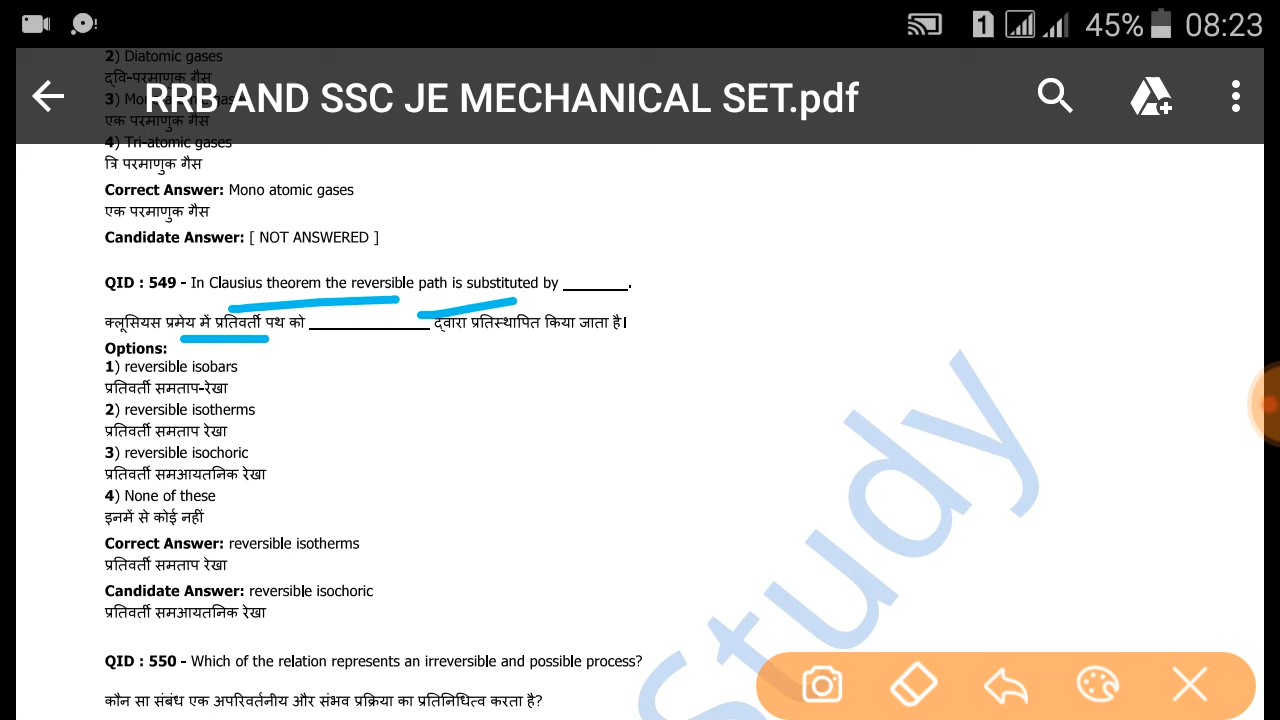 45% 08:23
1
2) Diatomic gases
द्वि-परमाणुक गैस
RRB AND SSC JE MECHANICAL SET.pdf
एक परमाणुक गैस
4) Tri-atomic gases
त्रि परमाणुक गैस
Correct Answer: Mono atomic gases
एक परमाणुक गैस
Candidate Answer: [ NOT ANSWERED ]
QID : 549 - In Clausius theorem the reversible path is substituted by ________.
क्लूसियस प्रमेय में प्रतिवर्ती पथ को ______________ द्वारा प्रतिस्थापित किया जाता है।
Options:
1) reversible isobars
प्रतिवर्ती समताप-रेखा
2) reversible isotherms
प्रतिवर्ती समताप रेखा
3) reversible isochoric
प्रतिवर्ती समआयतनिक रेखा
4) None of these
इनमें से कोई नहीं
Correct Answer: reversible isotherms
प्रतिवर्ती समताप रेखा
Candidate Answer: reversible isochoric
प्रतिवर्ती समआयतनिक रेखा
QID : 550 - Which of the relation represents an irreversible and possible process?
कौन सा संबंध एक अपरिवर्तनीय और संभव प्रक्रिया का प्रतिनिधित्व करता है?
Study